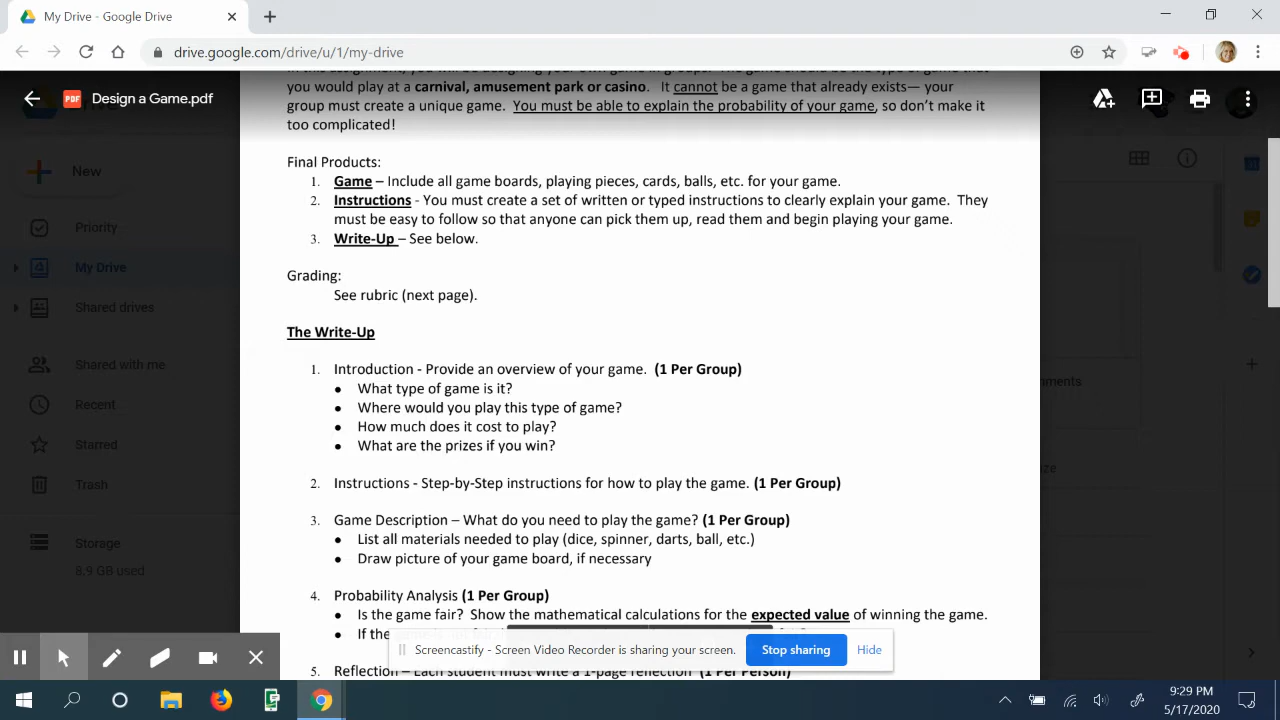 My Drive - Google Drive
drive.google.com/drive/u/1/my-drive
Design a Game.pdf
you would play at a carnival, amusement park or casino. It cannot be a game that already exists— your
group must create a unique game. You must be able to explain the probability of your game, so don't make it
too complicated!
New
Priority
My Drive
Shared drives
Shared with me
Recent
Starred
Trash
Storage
8.9 GB used
Final Products:
1. Game – Include all game boards, playing pieces, cards, balls, etc. for your game.
2. Instructions - You must create a set of written or typed instructions to clearly explain your game. They
must be easy to follow so that anyone can pick them up, read them and begin playing your game.
3. Write-Up – See below.
Grading:
See rubric (next page).
The Write-Up
1. Introduction - Provide an overview of your game. (1 Per Group)
• What type of game is it?
• Where would you play this type of game?
• How much does it cost to play?
• What are the prizes if you win?
2. Instructions - Step-by-Step instructions for how to play the game. (1 Per Group)
3. Game Description – What do you need to play the game? (1 Per Group)
• List all materials needed to play (dice, spinner, darts, ball, etc.)
• Draw picture of your game board, if necessary
4. Probability Analysis (1 Per Group)
• Is the game fair? Show the mathematical calculations for the expected value of winning the game.
• If the
Screencastify - Screen Video Recorder is sharing your screen.
Stop sharing
Hide
5. Reflection – Each student must write a 1-page reflection (1 Per Person)
9:29 PM
5/17/2020